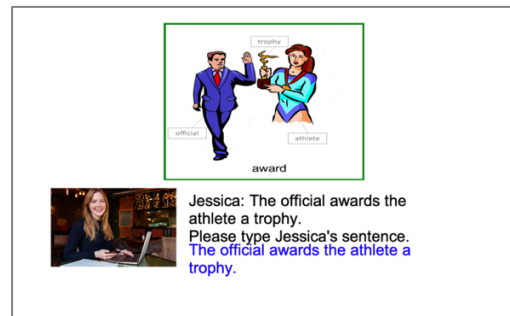 trophy
official
athlete
award
Jessica: The official awards the
athlete a trophy.
Please type Jessica's sentence.
The official awards the athlete a
trophy.